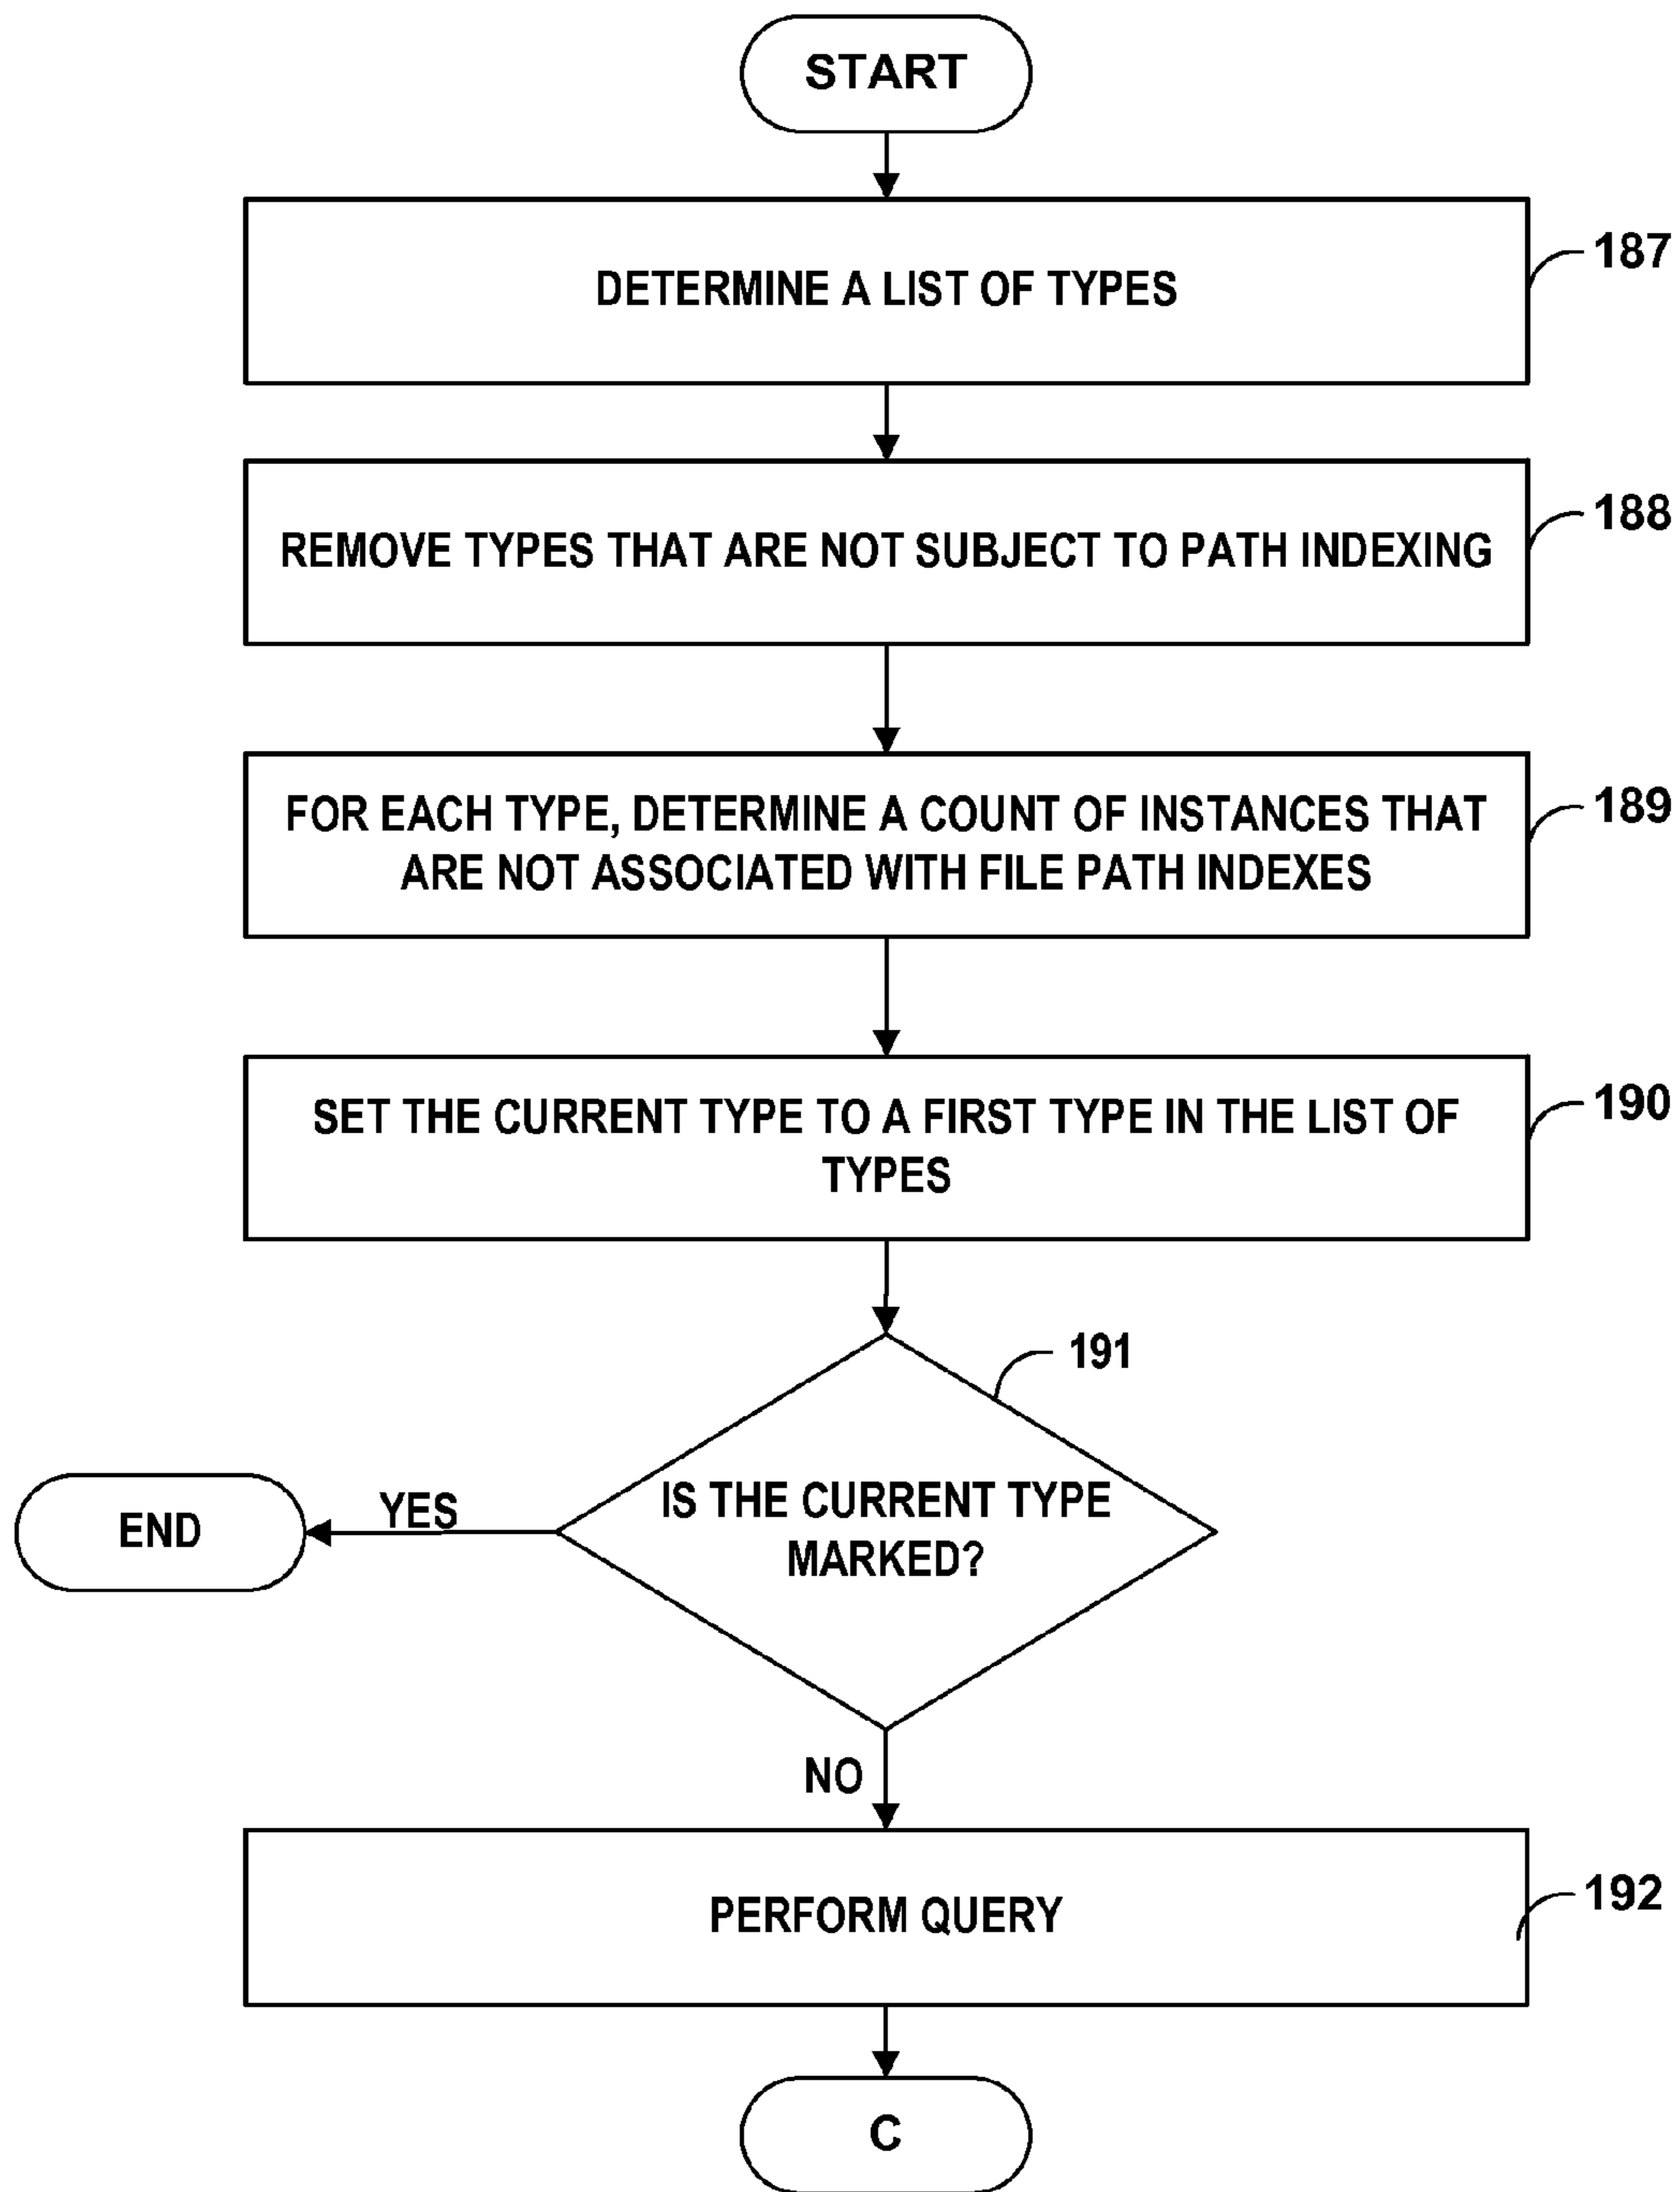 START
DETERMINE A LIST OF TYPES
187
REMOVE TYPES THAT ARE NOT SUBJECT TO PATH INDEXING
188
FOR EACH TYPE, DETERMINE A COUNT OF INSTANCES THAT
ARE NOT ASSOCIATED WITH FILE PATH INDEXES
189
SET THE CURRENT TYPE TO A FIRST TYPE IN THE LIST OF
TYPES
190
191
IS THE CURRENT TYPE
MARKED?
YES
END
NO
PERFORM QUERY
192
C